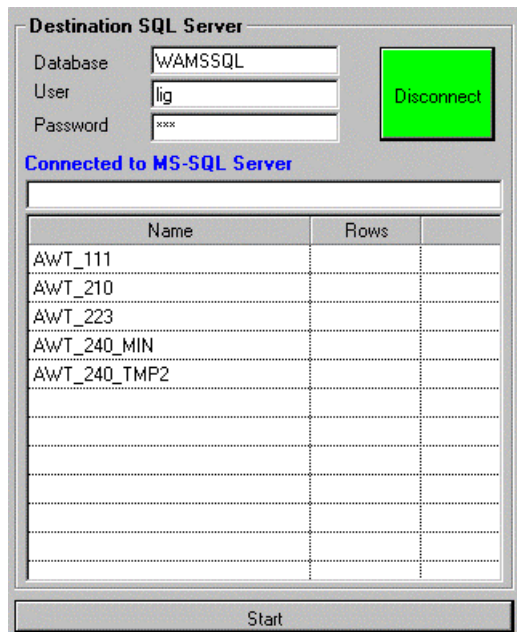 Destination SQL Server
Database WAMSSQL
User lig
Disconnect
Password xxx
Connected to MS-SQL Server
Name Rows
AWT_111
AWT_210
AWT_223
AWT_240_MIN
AWT_240_TMP2
Start